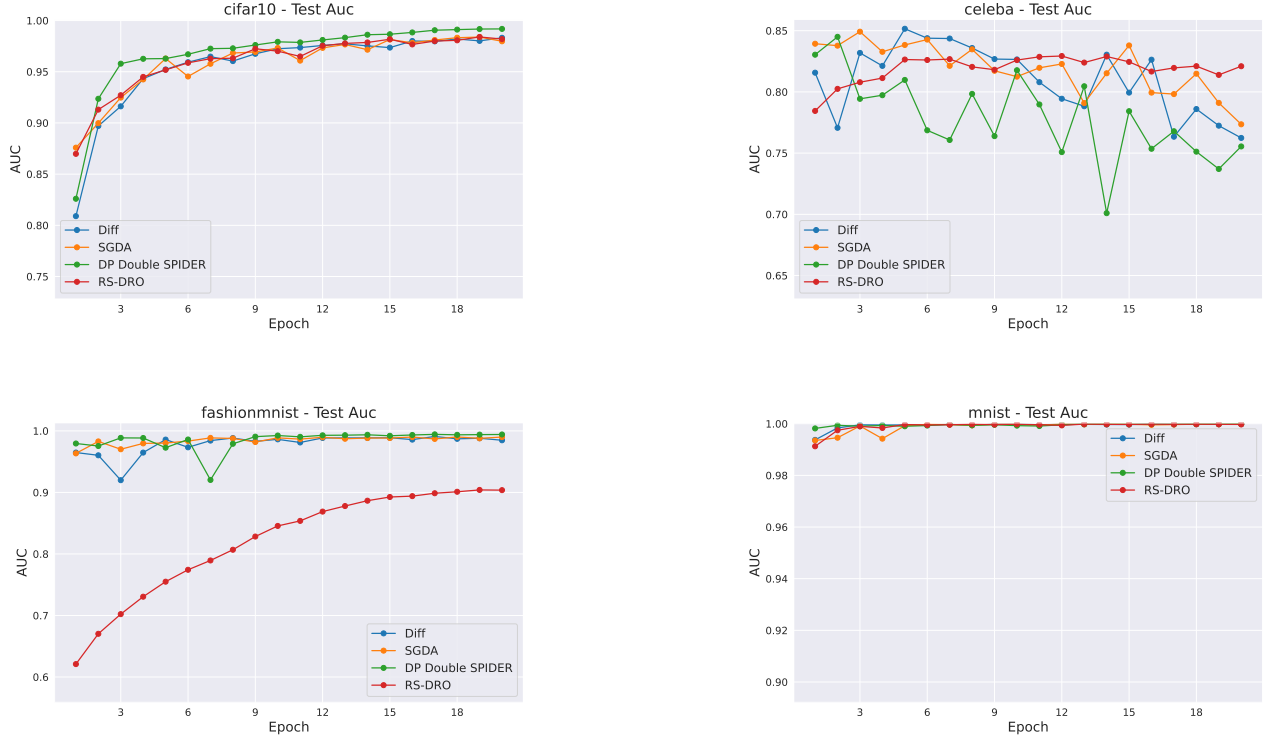 cifar10 - Test Auc
1.00
0.95
0.90
0.85
0.80
0.75
AUC
Diff
SGDA
DP Double SPIDER
RS-DRO
3 6 9 12 15 18
Epoch
celeba - Test Auc
0.85
0.80
0.75
0.70
0.65
AUC
Diff
SGDA
DP Double SPIDER
RS-DRO
3 6 9 12 15 18
Epoch
fashionmnist - Test Auc
1.0
0.9
0.8
0.7
0.6
AUC
Diff
SGDA
DP Double SPIDER
RS-DRO
3 6 9 12 15 18
Epoch
mnist - Test Auc
1.00
0.98
0.96
0.94
0.92
0.90
AUC
Diff
SGDA
DP Double SPIDER
RS-DRO
3 6 9 12 15 18
Epoch